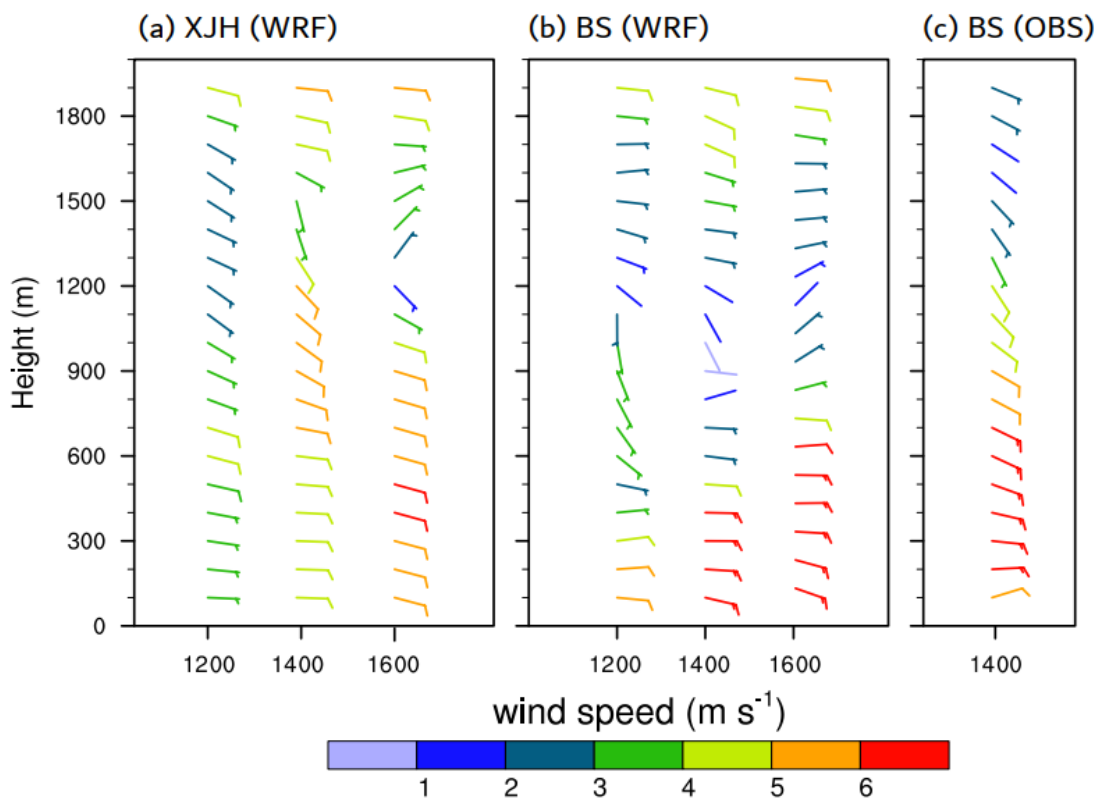 (a) XJH (WRF)
(b) BS (WRF)
(c) BS (OBS)
Height (m)
1800
1500
1200
900
600
300
0
1200 1400 1600
1200 1400 1600
1400
wind speed (m s⁻¹)
1 2 3 4 5 6